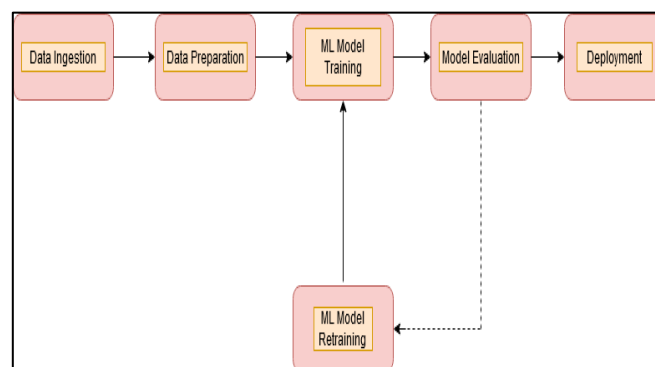 Data Ingestion
Data Preparation
ML Model
Training
Model Evaluation
Deployment
ML Model
Retraining